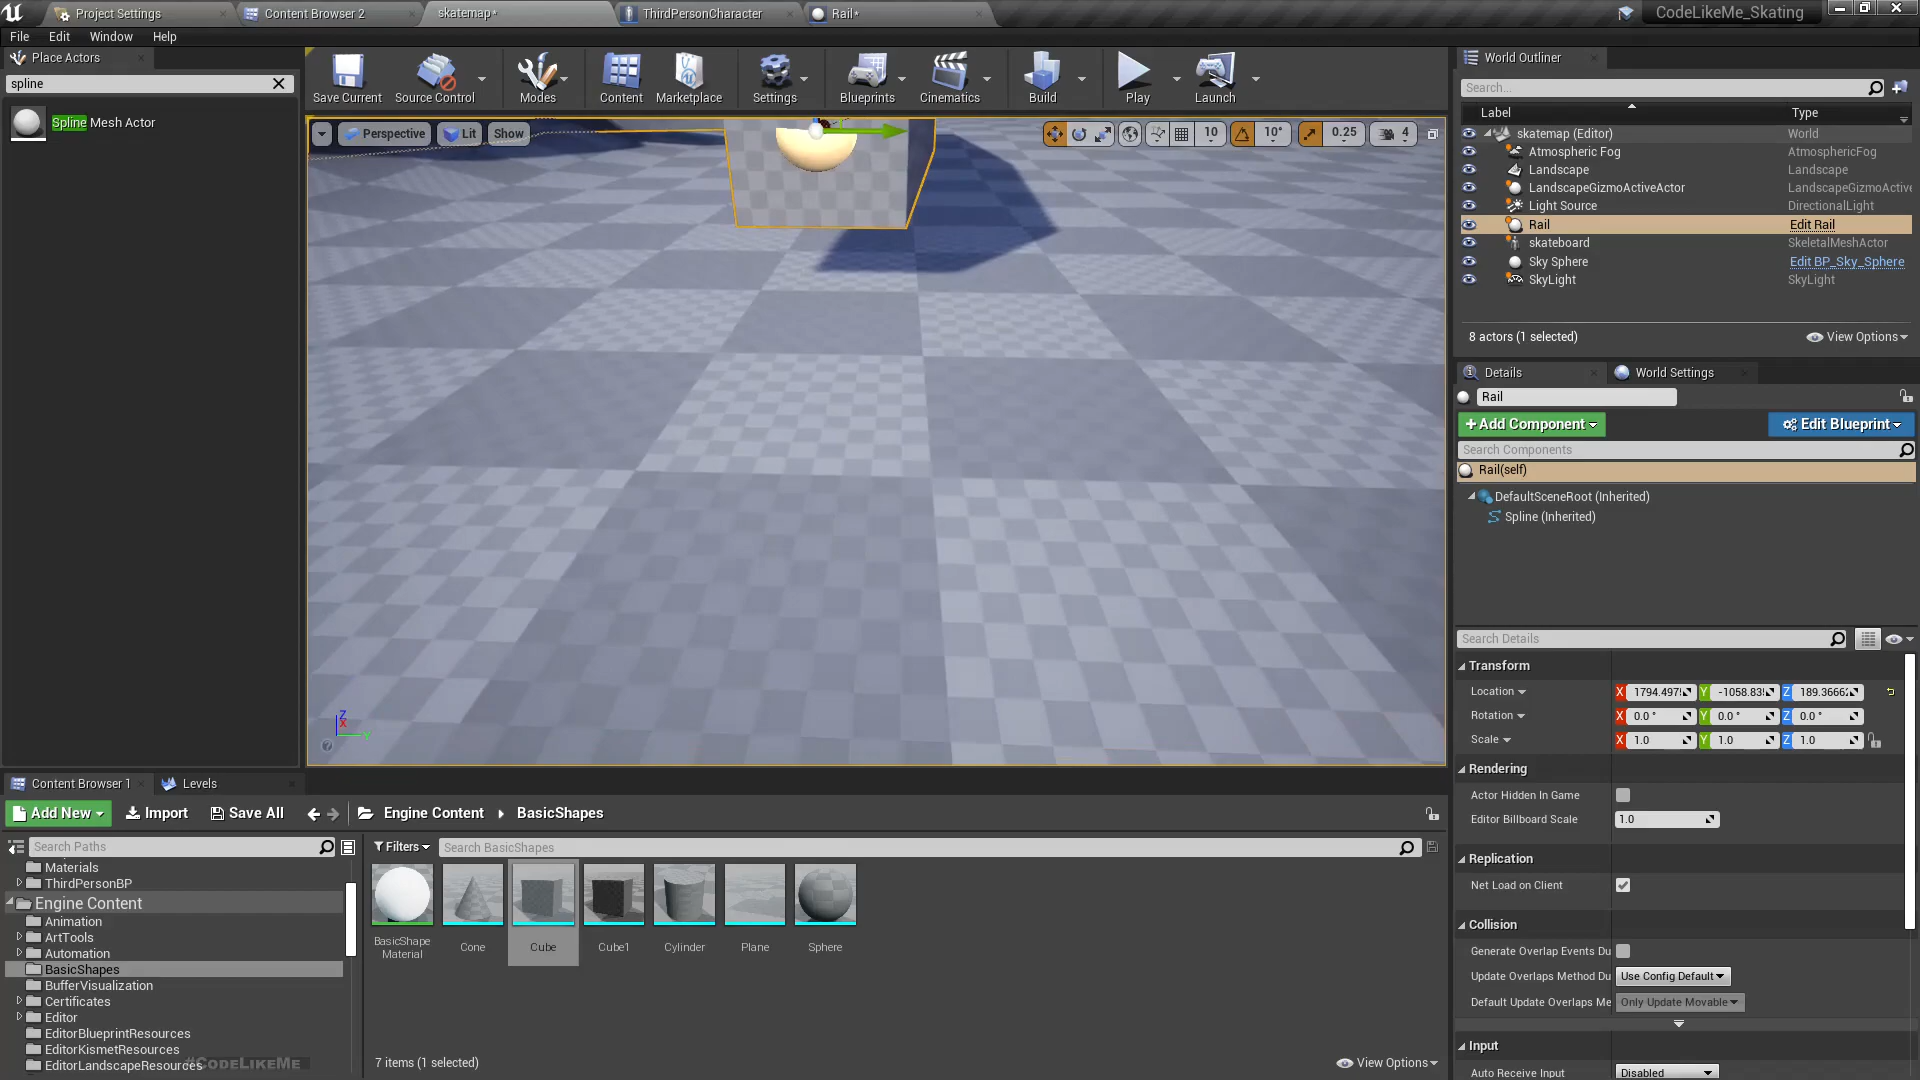 Project Settings
Content Browser 2
skatemap*
ThirdPersonCharacter
Rail*
CodeLikeMe_Skating
File Edit Window Help
Place Actors
spline
Spline Mesh Actor
Save Current
Source Control
Modes
Content
Marketplace
Settings
Blueprints
Cinematics
Build
Play
Launch
Perspective
Lit
Show
10
10°
0.25
4
World Outliner
Search...
Label Type
skatemap (Editor) World
Atmospheric Fog AtmosphericFog
Landscape Landscape
LandscapeGizmoActiveActor LandscapeGizmoActive
Light Source DirectionalLight
Rail Edit Rail
skateboard SkeletalMeshActor
Sky Sphere Edit BP_Sky_Sphere
SkyLight SkyLight
8 actors (1 selected)
View Options
Details
World Settings
Rail
+Add Component
Edit Blueprint
Search Components
Rail(self)
DefaultSceneRoot (Inherited)
Spline (Inherited)
Search Details
Transform
Location X 1794.497 Y -1058.83 Z 189.3666
Rotation X 0.0 ° Y 0.0 ° Z 0.0 °
Scale X 1.0 Y 1.0 Z 1.0
Rendering
Actor Hidden In Game
Editor Billboard Scale 1.0
Replication
Net Load on Client
Collision
Generate Overlap Events Du
Update Overlaps Method Du Use Config Default
Default Update Overlaps Me Only Update Movable
Input
Auto Receive Input Disabled
Z
X
Y
Content Browser 1
Levels
Add New
Import
Save All
Engine Content
BasicShapes
Search Paths
Filters
Search BasicShapes
Materials
ThirdPersonBP
Engine Content
Animation
ArtTools
Automation
BasicShapes
BufferVisualization
Certificates
Editor
EditorBlueprintResources
EditorKismetResources
EditorLandscapeResources
#CodeLikeMe
BasicShape
Material
Cone
Cube
Cube1
Cylinder
Plane
Sphere
7 items (1 selected)
View Options